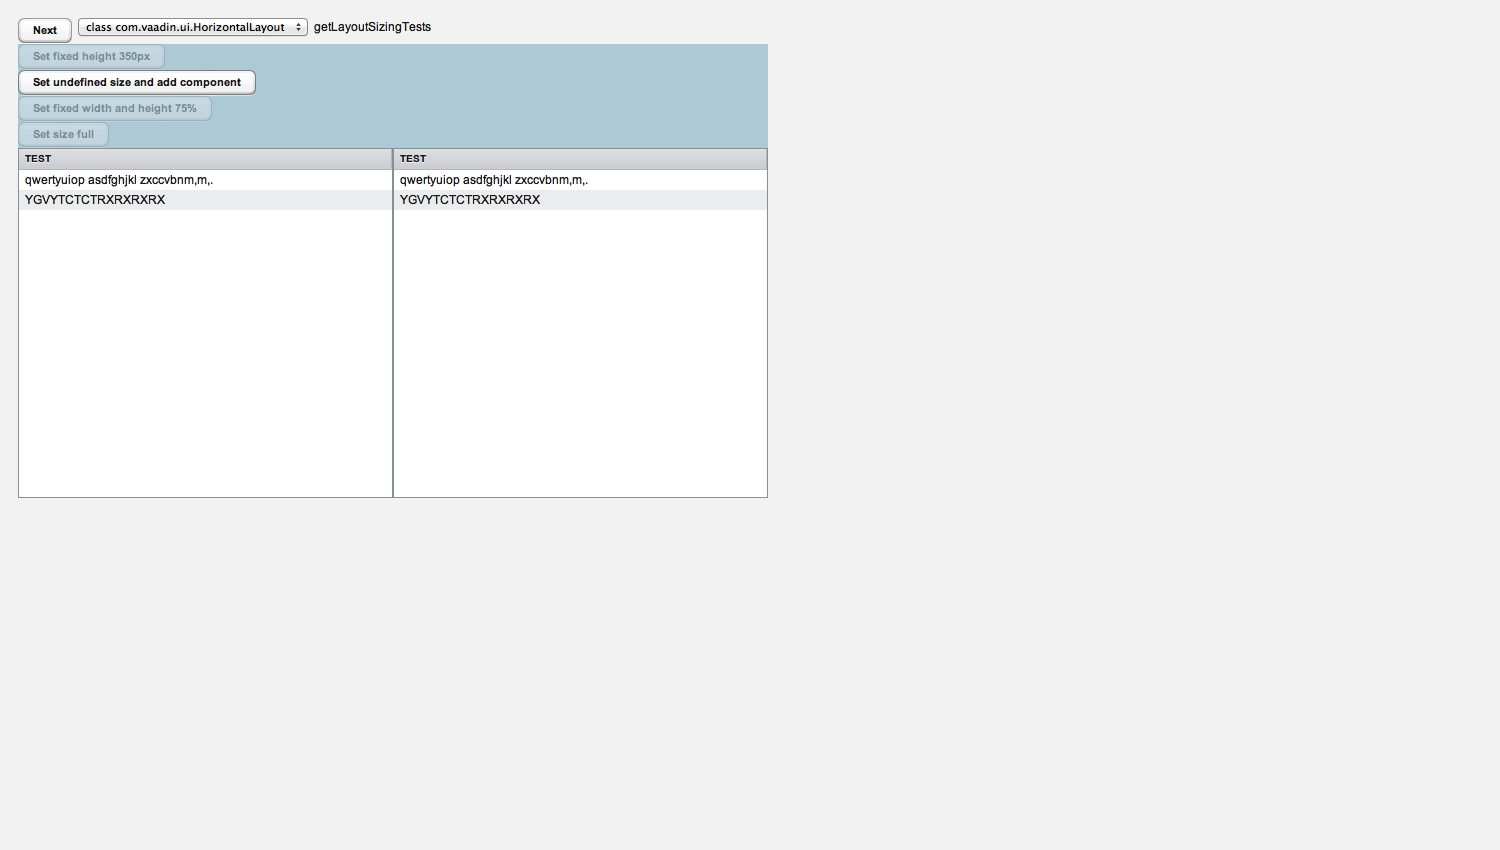 Next class com.vaadin.ui.HorizontalLayout getLayoutSizingTests
Set fixed height 350px
Set undefined size and add component
Set fixed width and height 75%
Set size full
TEST TEST
qwertyuiop asdfghjkl zxccvbnm,m,. qwertyuiop asdfghjkl zxccvbnm,m,.
YGVYTCTCTRXRXRXRX YGVYTCTCTRXRXRXRX